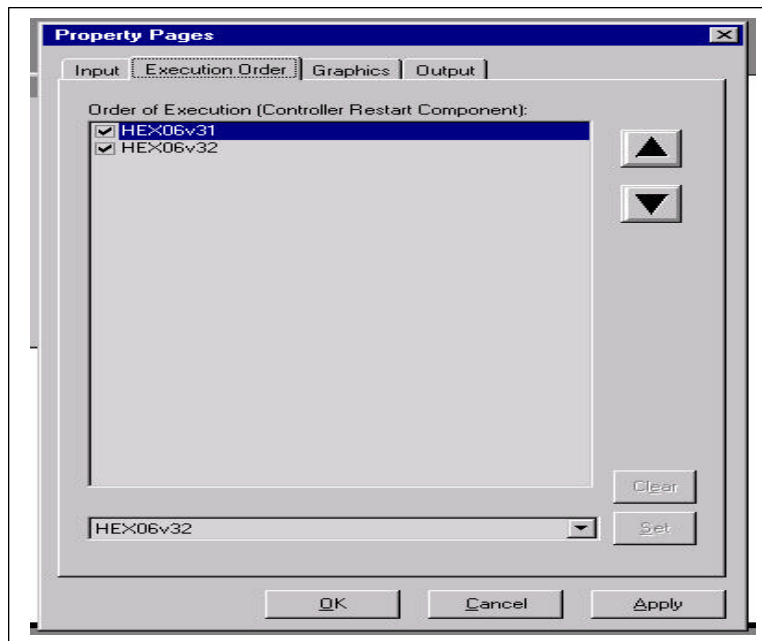 Property Pages
Input Execution Order Graphics Output
Order of Execution (Controller Restart Component):
HEX06v31
HEX06v32
Clear
HEX06v32
Set
OK Cancel Apply